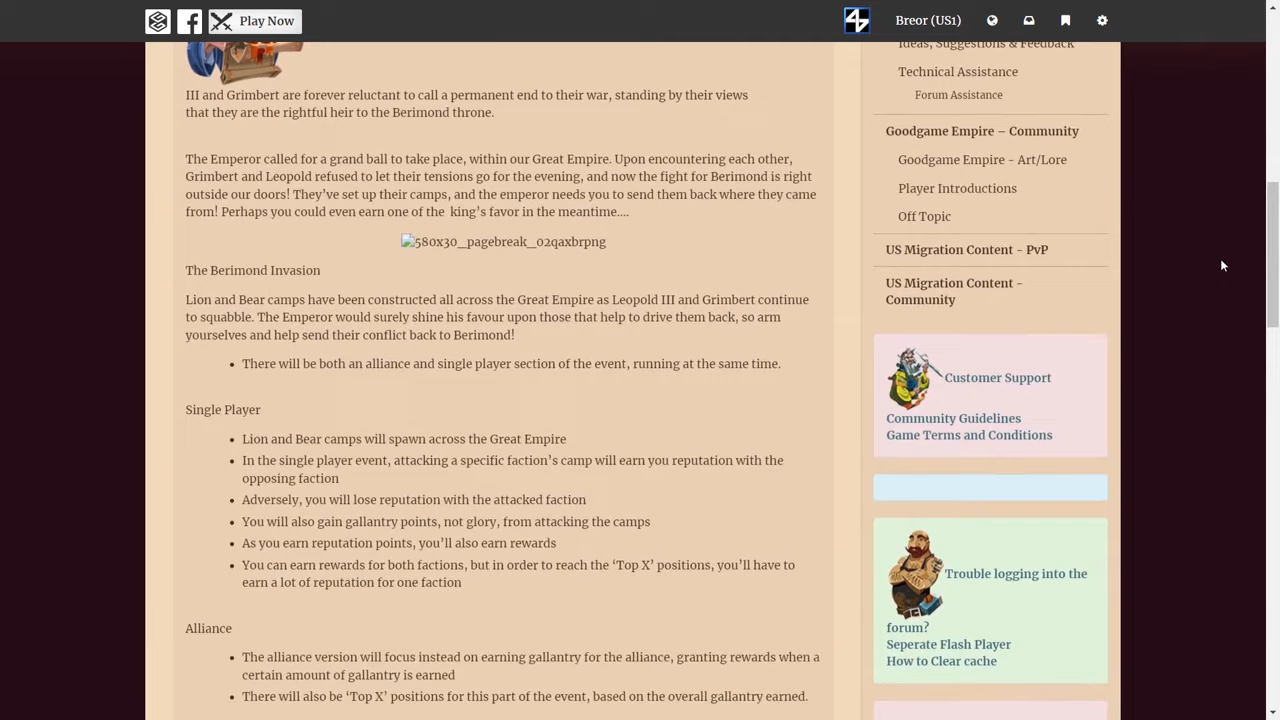 Play Now
Breor (US1)
III and Grimbert are forever reluctant to call a permanent end to their war, standing by their views
that they are the rightful heir to the Berimond throne.
The Emperor called for a grand ball to take place, within our Great Empire. Upon encountering each other,
Grimbert and Leopold refused to let their tensions go for the evening, and now the fight for Berimond is right
outside our doors! They’ve set up their camps, and the emperor needs you to send them back where they came
from! Perhaps you could even earn one of the king’s favor in the meantime....
580x30_pagebreak_02qaxbrpng
The Berimond Invasion
Lion and Bear camps have been constructed all across the Great Empire as Leopold III and Grimbert continue
to squabble. The Emperor would surely shine his favour upon those that help to drive them back, so arm
yourselves and help send their conflict back to Berimond!
• There will be both an alliance and single player section of the event, running at the same time.
Single Player
• Lion and Bear camps will spawn across the Great Empire
• In the single player event, attacking a specific faction’s camp will earn you reputation with the
opposing faction
• Adversely, you will lose reputation with the attacked faction
• You will also gain gallantry points, not glory, from attacking the camps
• As you earn reputation points, you’ll also earn rewards
• You can earn rewards for both factions, but in order to reach the ‘Top X’ positions, you’ll have to
earn a lot of reputation for one faction
Alliance
• The alliance version will focus instead on earning gallantry for the alliance, granting rewards when a
certain amount of gallantry is earned
• There will also be ‘Top X’ positions for this part of the event, based on the overall gallantry earned.
Ideas, Suggestions & Feedback
Technical Assistance
Forum Assistance
Goodgame Empire – Community
Goodgame Empire - Art/Lore
Player Introductions
Off Topic
US Migration Content - PvP
US Migration Content -
Community
Customer Support
Community Guidelines
Game Terms and Conditions
Trouble logging into the
forum?
Seperate Flash Player
How to Clear cache